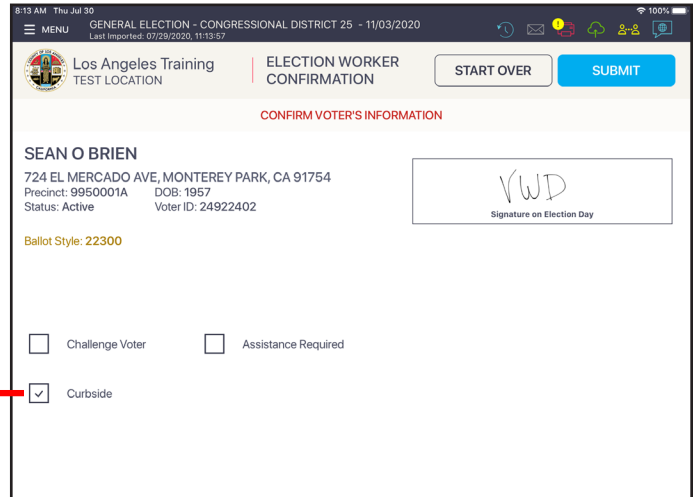 8:13 AM Thu Jul 30 100%
MENU GENERAL ELECTION - CONGRESSIONAL DISTRICT 25 - 11/03/2020
Last Imported: 07/29/2020, 11:13:57
Los Angeles Training
TEST LOCATION
ELECTION WORKER
CONFIRMATION
START OVER
SUBMIT
CONFIRM VOTER'S INFORMATION
SEAN O BRIEN
724 EL MERCADO AVE, MONTEREY PARK, CA 91754
Precinct: 9950001A DOB: 1957
Status: Active Voter ID: 24922402
VWD
Signature on Election Day
Ballot Style: 22300
Challenge Voter Assistance Required
Curbside